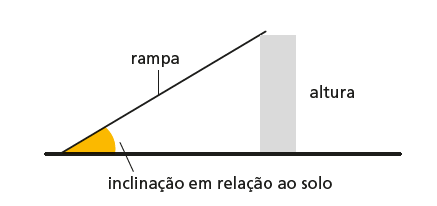 rampa
altura
inclinação em relação ao solo